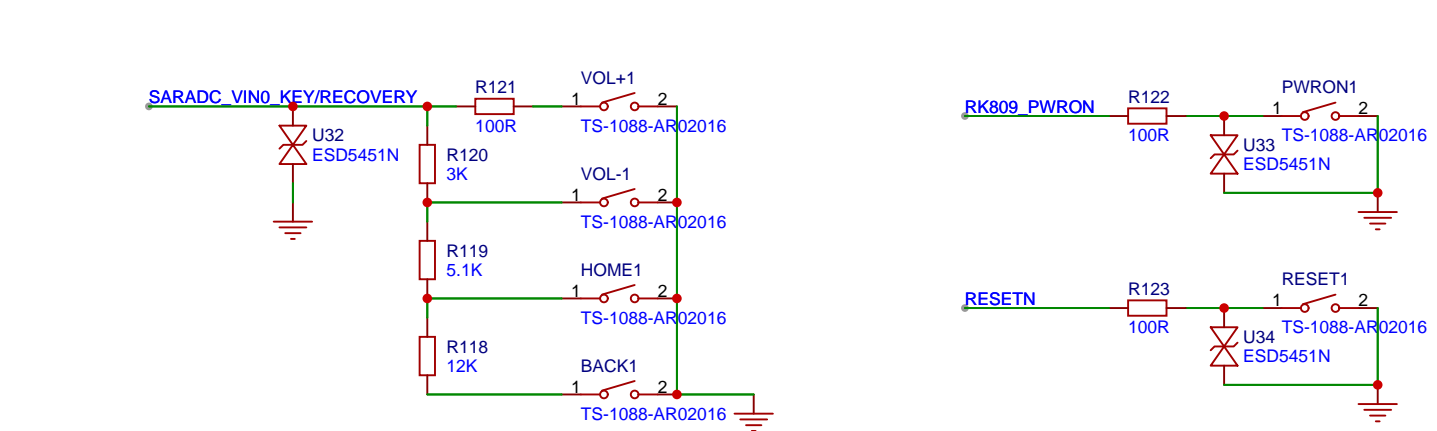 SARADC_VIN0_KEY/RECOVERY
U32
ESD5451N
R121
100R
VOL+1
1 2
TS-1088-AR02016
R120
3K
VOL-1
1 2
TS-1088-AR02016
R119
5.1K
HOME1
1 2
TS-1088-AR02016
R118
12K
BACK1
1 2
TS-1088-AR02016
RK809_PWRON
R122
100R
PWRON1
1 2
TS-1088-AR02016
U33
ESD5451N
RESETN
R123
100R
RESET1
1 2
TS-1088-AR02016
U34
ESD5451N